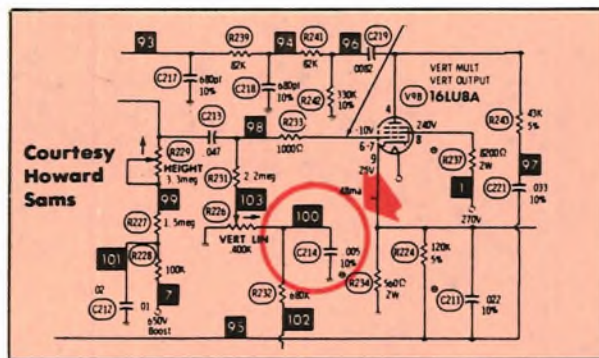 93
R239
94
R241
96
C219
82K
82K
.0082
VERT MULT
VERT OUTPUT
V9B 16LU8A
C217
680pf
10%
C218
680pf
10%
R242
330K
10%
C213
.047
98
R233
1000Ω
-10V
4
240V
8
6-7
9
25V
R243
43K
5%
Courtesy
Howard
Sams
R229
HEIGHT
3.3meg
R231
2.2meg
R237
8200Ω
2W
97
C221
.033
10%
48ma
1
270V
99
103
R226
100
R227
1.5meg
VERT LIN
400K
C214
.005
10%
101
R228
100K
R234
560Ω
2W
R224
120K
5%
C211
.022
10%
.02
C212
.01
7
650V
Boost
R232
680K
95
102